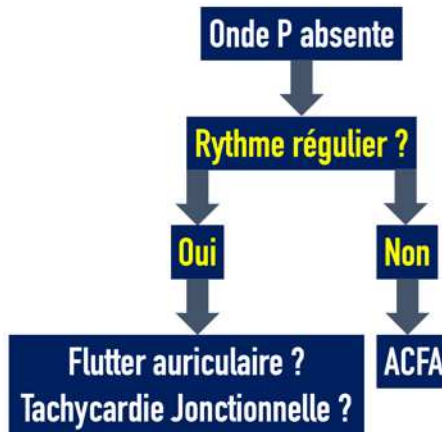 Onde P absente
Rythme régulier ?
Oui
Non
Flutter auriculaire ?
Tachycardie Jonctionnelle ?
ACFA